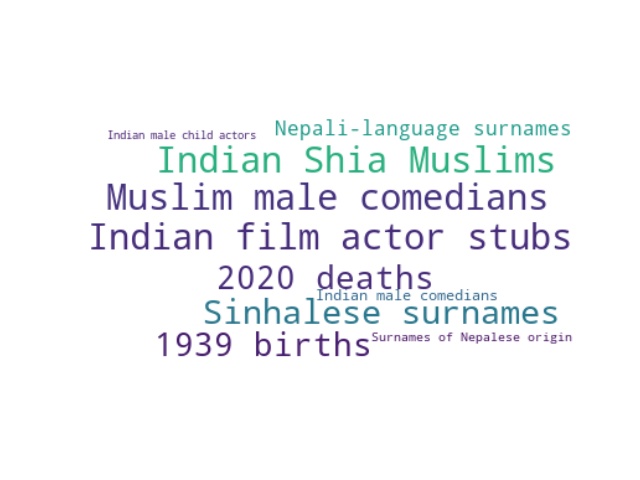 Indian male child actors
Nepali-language surnames
Indian Shia Muslims
Muslim male comedians
Indian film actor stubs
2020 deaths
Indian male comedians
Sinhalese surnames
1939 births
Surnames of Nepalese origin